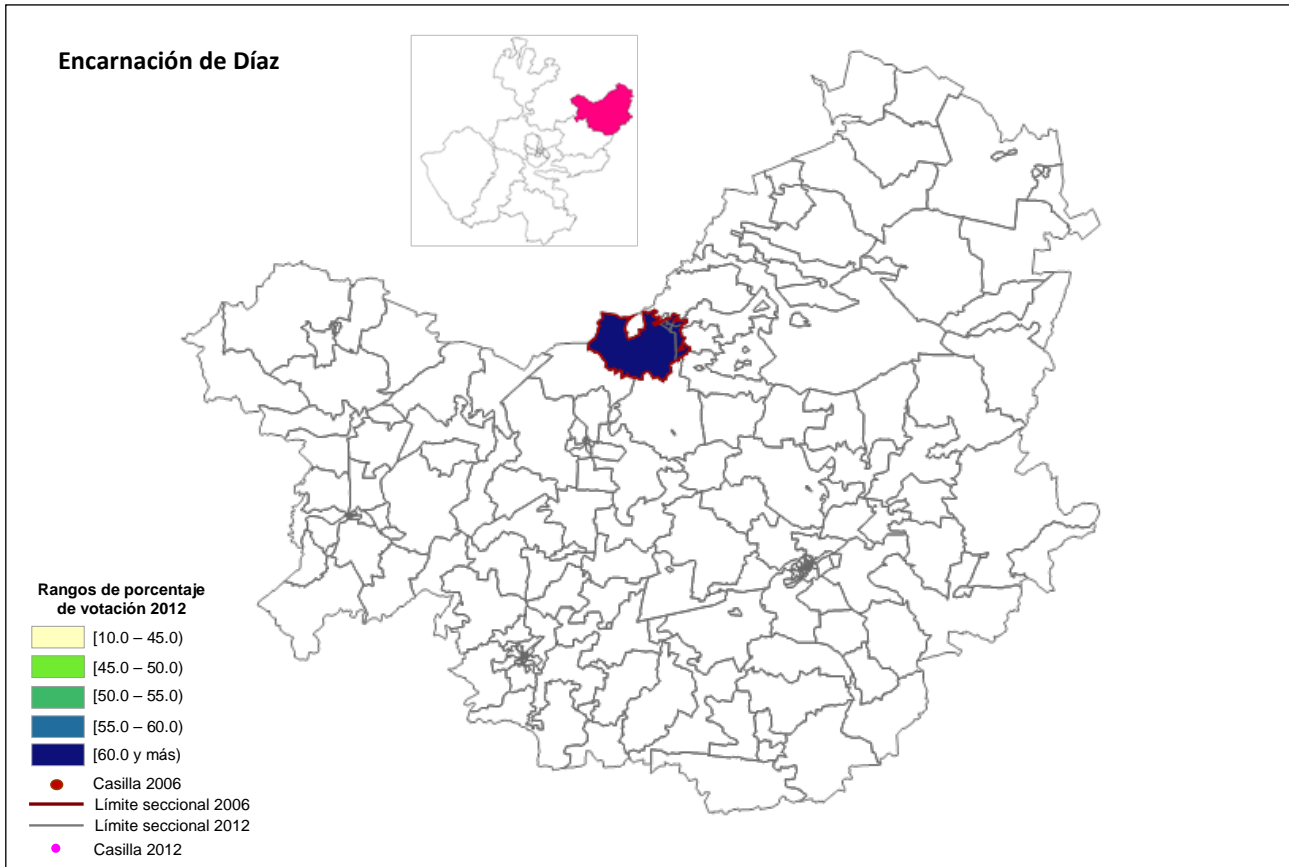 Encarnación de Díaz
Rangos de porcentaje
de votación 2012
[10.0 – 45.0)
[45.0 – 50.0)
[50.0 – 55.0)
[55.0 – 60.0)
[60.0 y más)
Casilla 2006
Límite seccional 2006
Límite seccional 2012
Casilla 2012